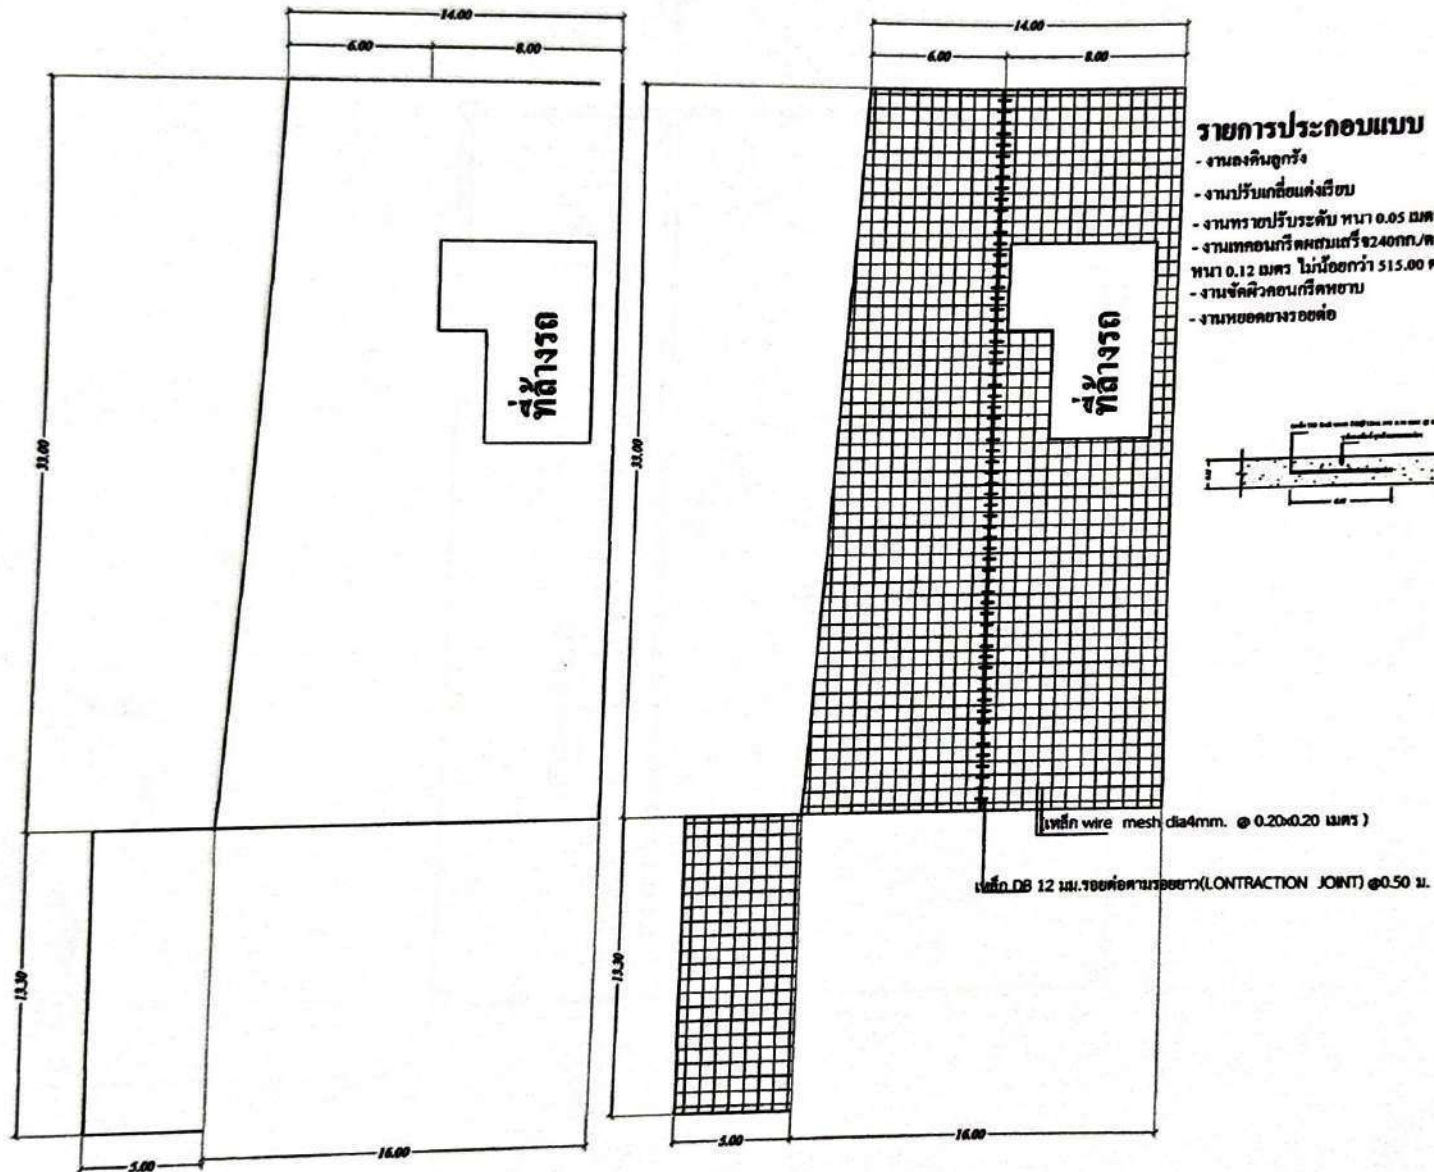 14.00
6.00
8.00
33.00
ที่ล้างรถ
13.30
5.00
16.00
14.00
6.00
8.00
33.00
ที่ล้างรถ
เหล็ก wire mesh dia4mm. @ 0.20x0.20 เมตร )
เหล็ก DB 12 มม.รอยต่อตามรอยยาว(LONTRACTION JOINT) @0.50 ม.
13.30
5.00
16.00
รายการประกอบแบบ
- งานลงดินลูกรัง
- งานปรับเกลี่ยแต่งเรียบ
- งานทรายปรับระดับ หนา 0.05 เมต
- งานเทคอนกรีตผสมเสร็จ240กก./ต
หนา 0.12 เมตร ไม่น้อยกว่า 515.00 ต
- งานขัดผิวคอนกรีตหยาบ
- งานหยอดยางรอยต่อ